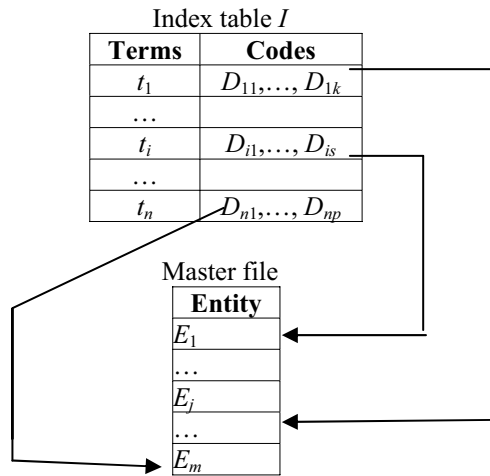 Index table I
Terms Codes
t₁ D₁₁,…, D₁ₖ
…
tᵢ Dᵢ₁,…, Dᵢₛ
…
tₙ Dₙ₁,…, Dₙₚ
Master file
Entity
E₁
…
Eⱼ
…
Eₘ